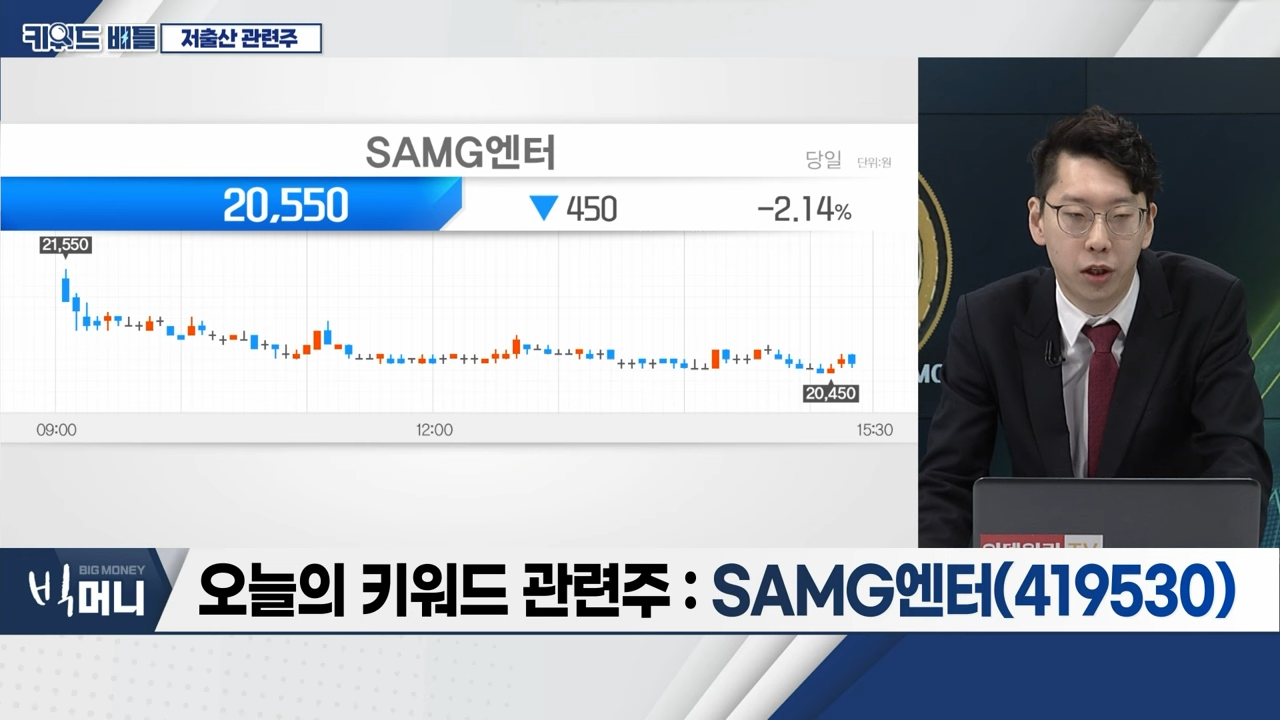 키워드 배틀
저출산 관련주
SAMG엔터
당일 단위:원
20,550 ▼ 450 -2.14%
21,550
20,450
09:00 12:00 15:30
TV
BIG MONEY
빅머니
오늘의 키워드 관련주 : SAMG엔터(419530)